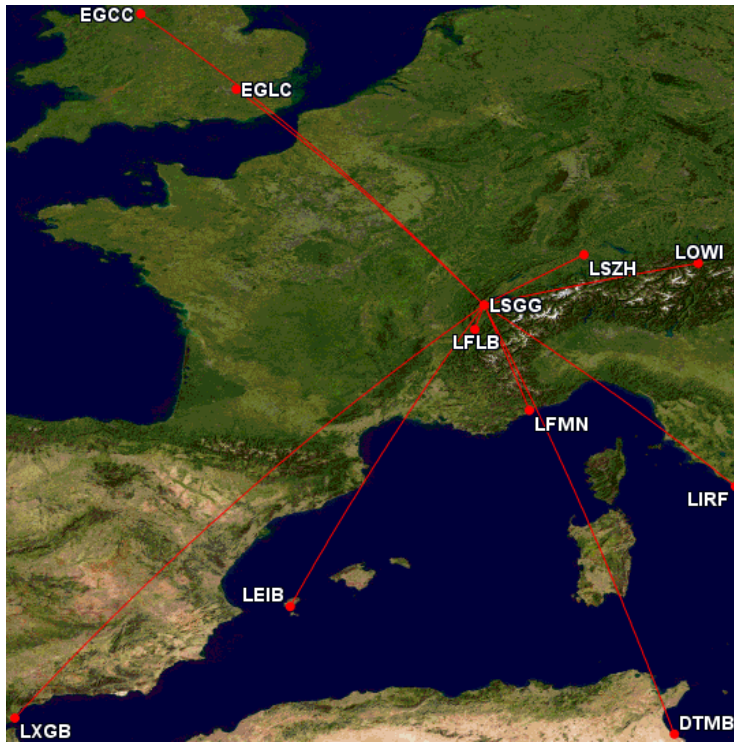 EGCC
EGLC
LOWI
LSZH
LSGG
LFLB
LFMN
LIRF
LEIB
DTMB
LXGB